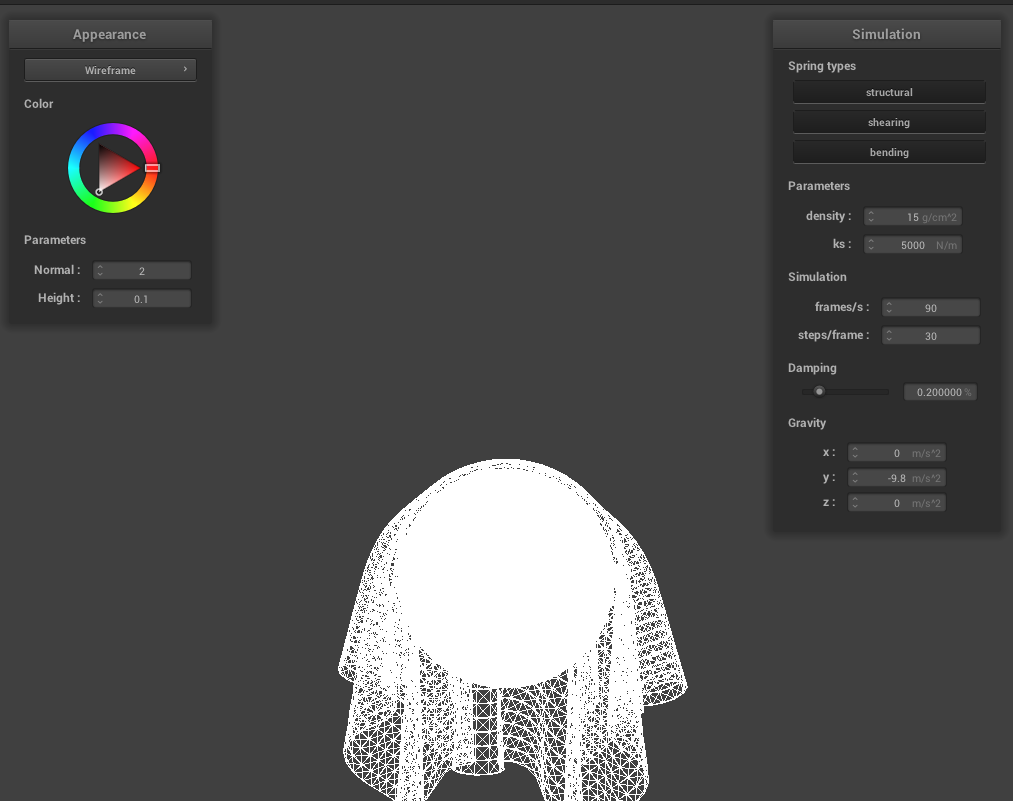 Appearance
Wireframe
Color
Parameters
Normal : 2
Height : 0.1
Simulation
Spring types
structural
shearing
bending
Parameters
density : 15 g/cm^2
ks : 5000 N/m
Simulation
frames/s : 90
steps/frame : 30
Damping
0.200000 %
Gravity
x : 0 m/s^2
y : -9.8 m/s^2
z : 0 m/s^2